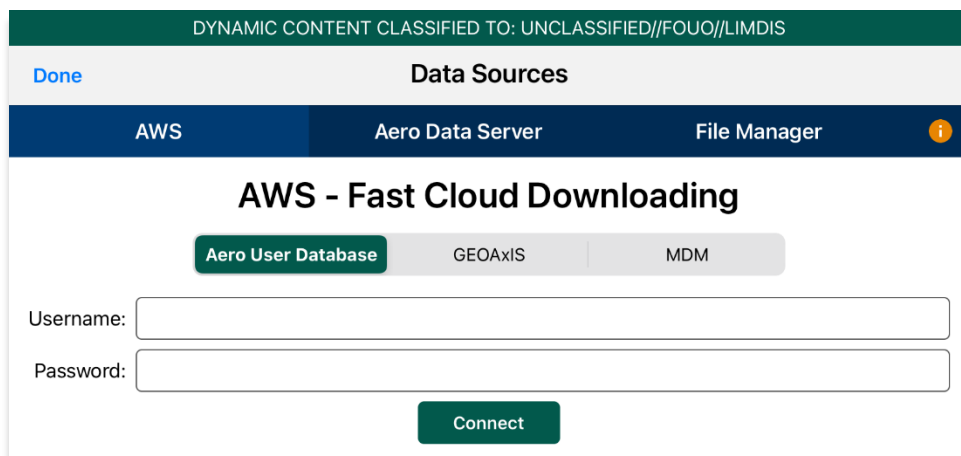 DYNAMIC CONTENT CLASSIFIED TO: UNCLASSIFIED//FOUO//LIMDIS
Done Data Sources
AWS Aero Data Server File Manager i
AWS - Fast Cloud Downloading
Aero User Database GEOAxIS MDM
Username:
Password:
Connect